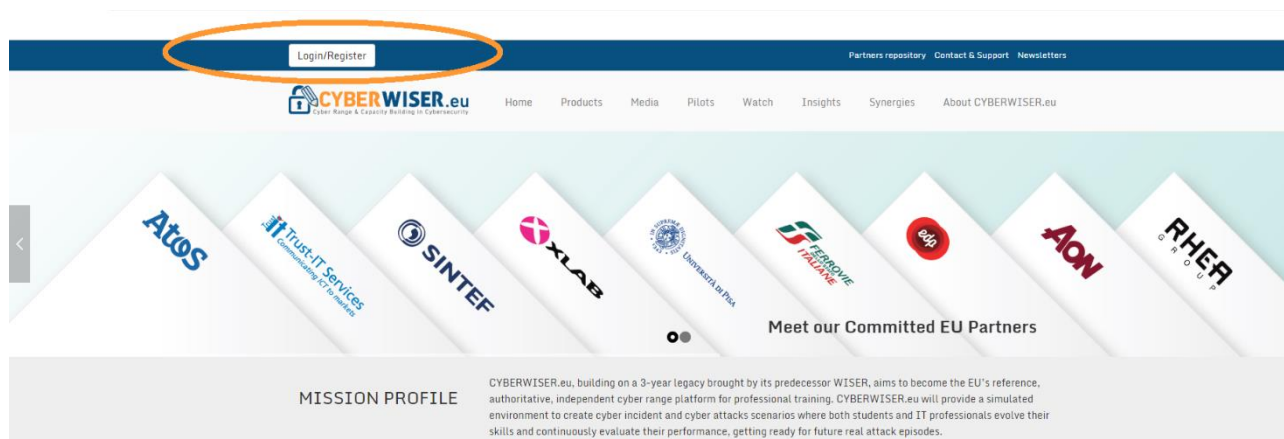 Login/Register
Partners repository Contact & Support Newsletters
CYBERWISER.eu
Cyber Range & Capacity Building in Cybersecurity
Home Products Media Pilots Watch Insights Synergies About CYBERWISER.eu
Atos
Trust-IT Services
Communicating ICT to markets
SINTEF
XLAB
UNIVERSITÀ DI PISA
FERROVIE
ITALIANE
edp
AON
RHEA
GROUP
Meet our Committed EU Partners
MISSION PROFILE
CYBERWISER.eu, building on a 3-year legacy brought by its predecessor WISER, aims to become the EU's reference,
authoritative, independent cyber range platform for professional training. CYBERWISER.eu will provide a simulated
environment to create cyber incident and cyber attacks scenarios where both students and IT professionals evolve their
skills and continuously evaluate their performance, getting ready for future real attack episodes.